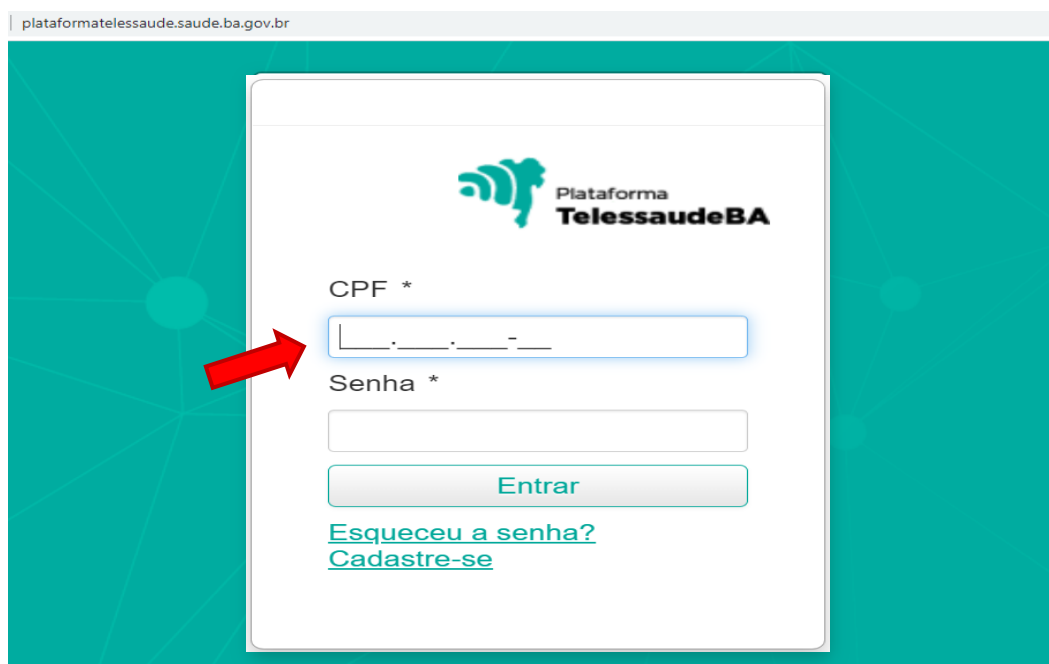 plataformatelessaude.saude.ba.gov.br
Plataforma
TelessaudeBA
CPF *
___.___.___-__
Senha *
Entrar
Esqueceu a senha?
Cadastre-se